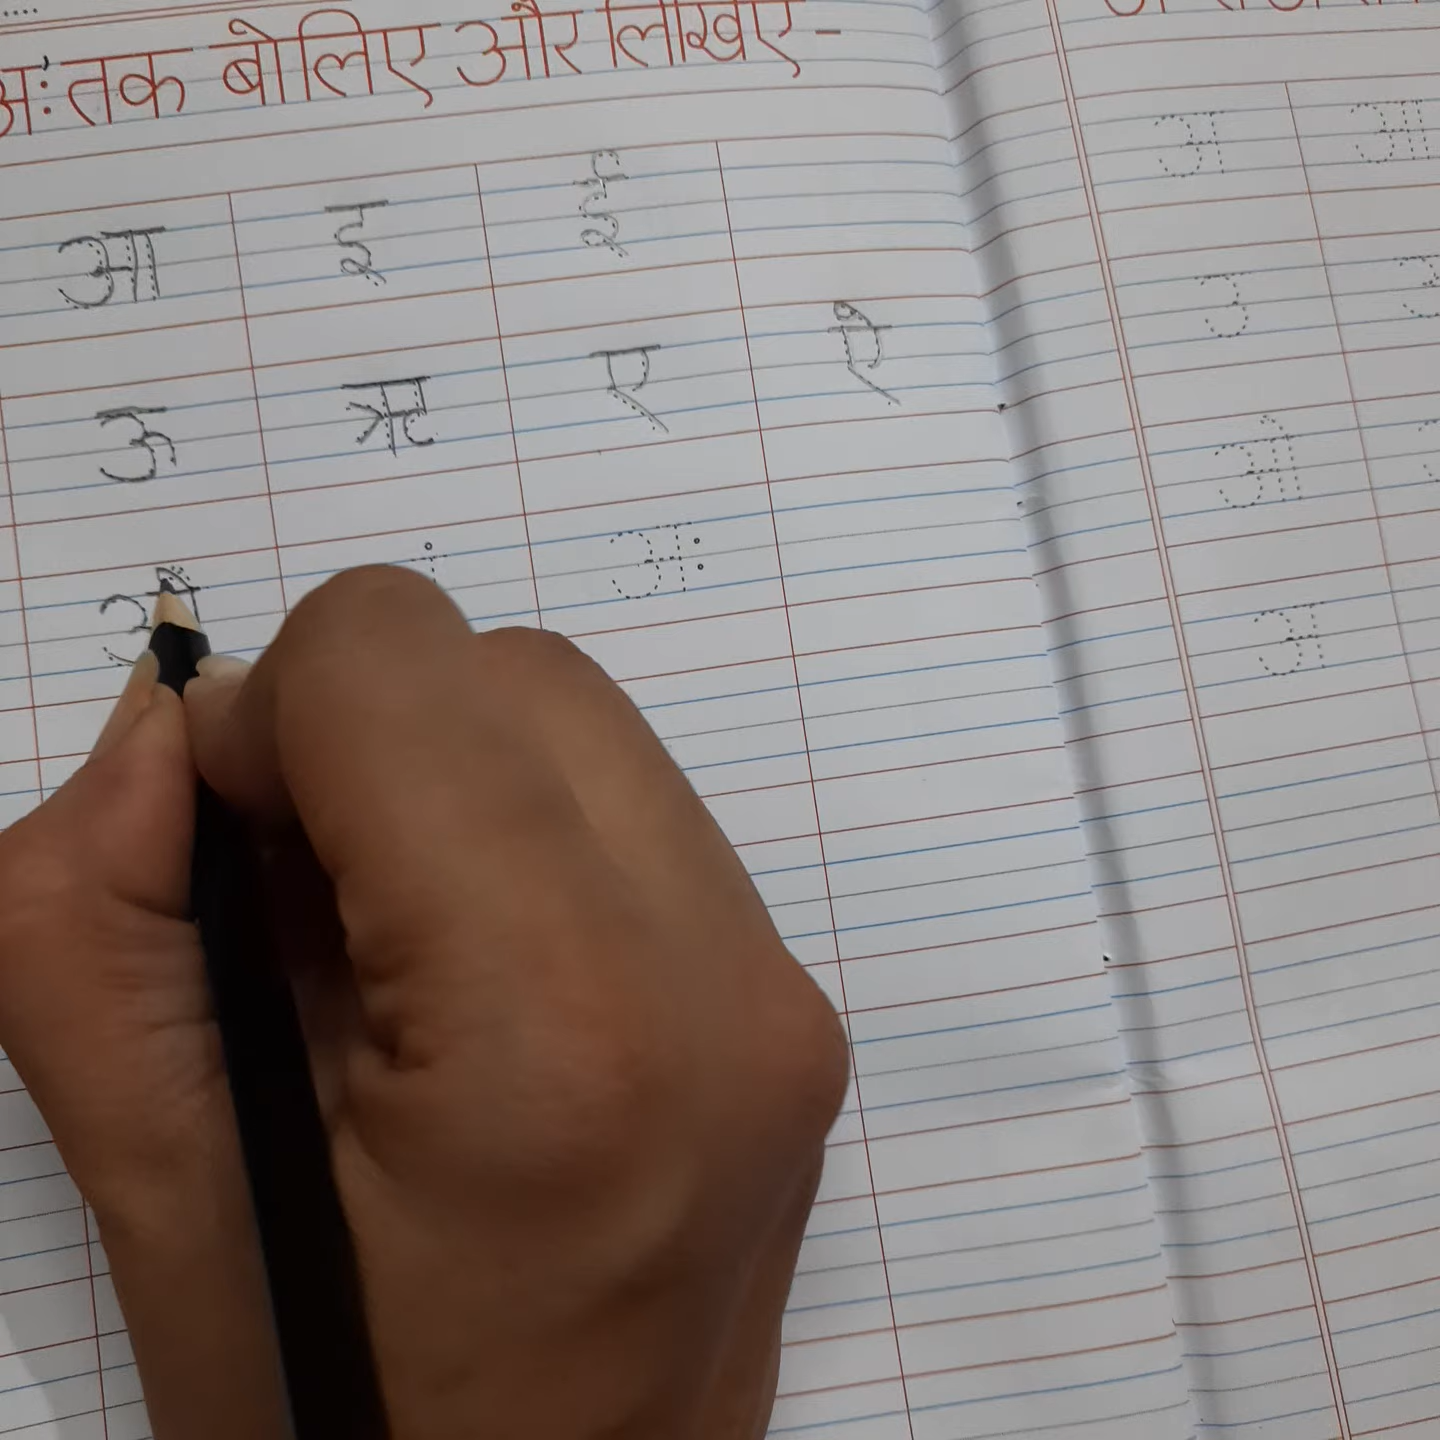 अः तक बोलिए और लिखिए-
आ इ ई
ऊ ऋ ए ऐ
औ अः
अ आ
उ
ओ
अ